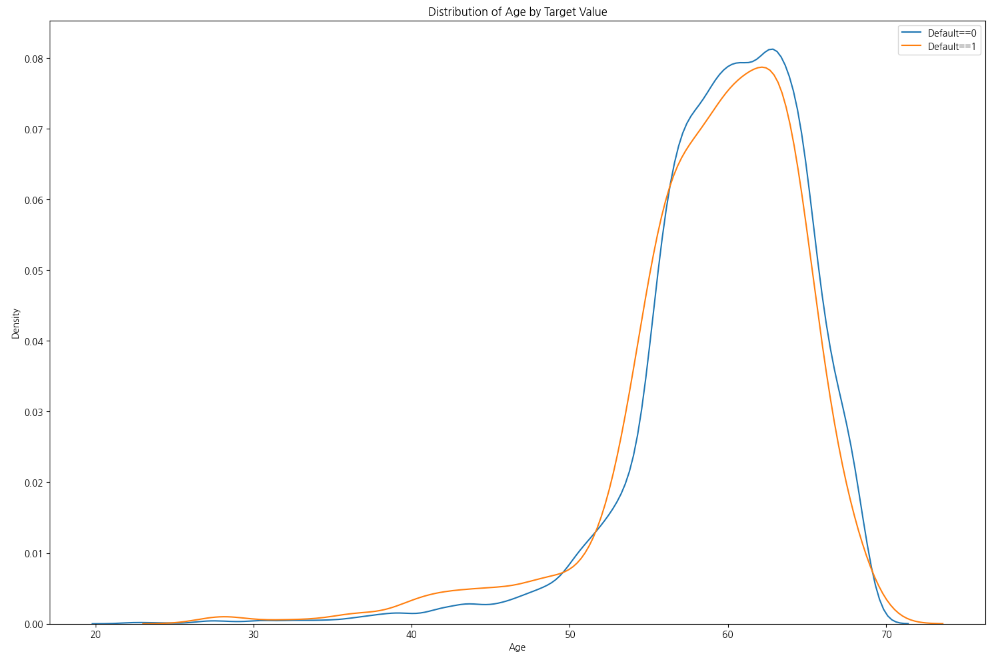 Distribution of Age by Target Value
Default==0
Default==1
0.08
0.07
0.06
0.05
0.04
0.03
0.02
0.01
0.00
Density
20 30 40 50 60 70
Age